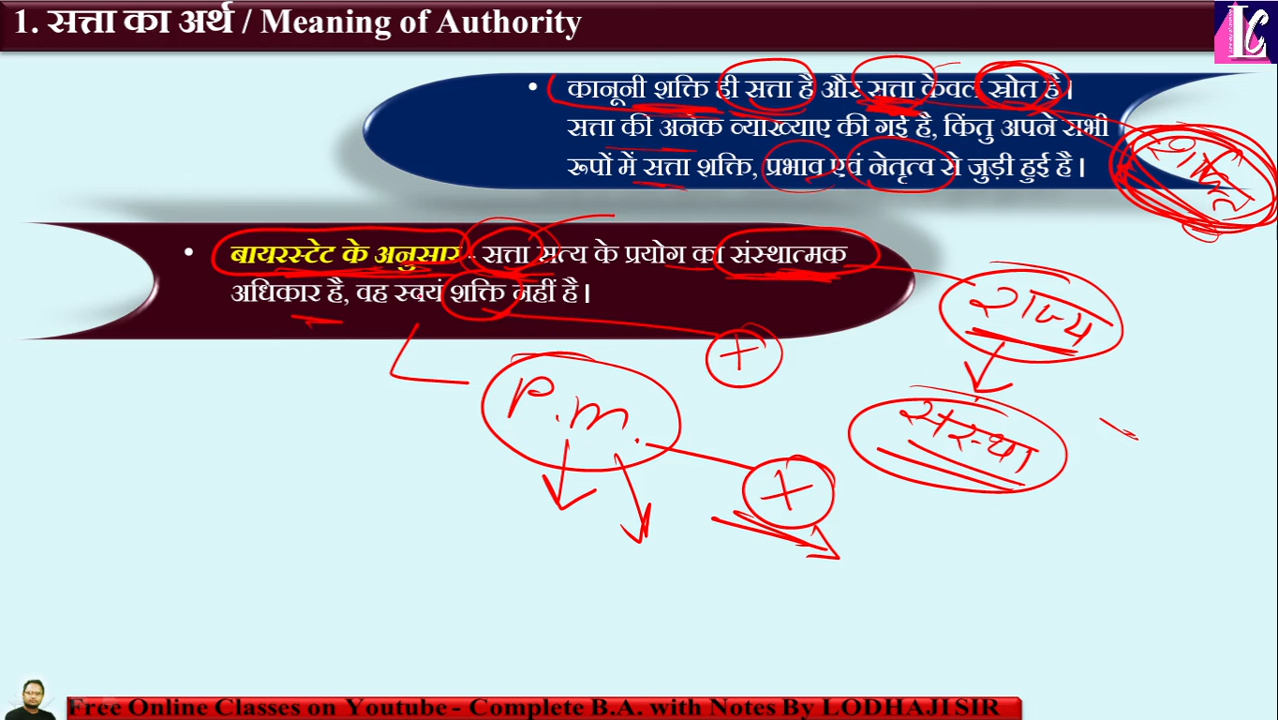 1. सत्ता का अर्थ / Meaning of Authority
LC
• कानूनी शक्ति ही सत्ता है और सत्ता केवल स्रोत है।
सत्ता की अनेक व्याख्याए की गई है, किंतु अपने सभी
रूपों में सत्ता शक्ति, प्रभाव एवं नेतृत्व से जुड़ी हुई है।
शक्ति
• बायरस्टेट के अनुसार - सत्ता सत्य के प्रयोग का संस्थात्मक
अधिकार है, वह स्वयं शक्ति नहीं है।
राज्य
P.M.
संस्था
Free Online Classes on Youtube - Complete B.A. with Notes By LODHAJI SIR